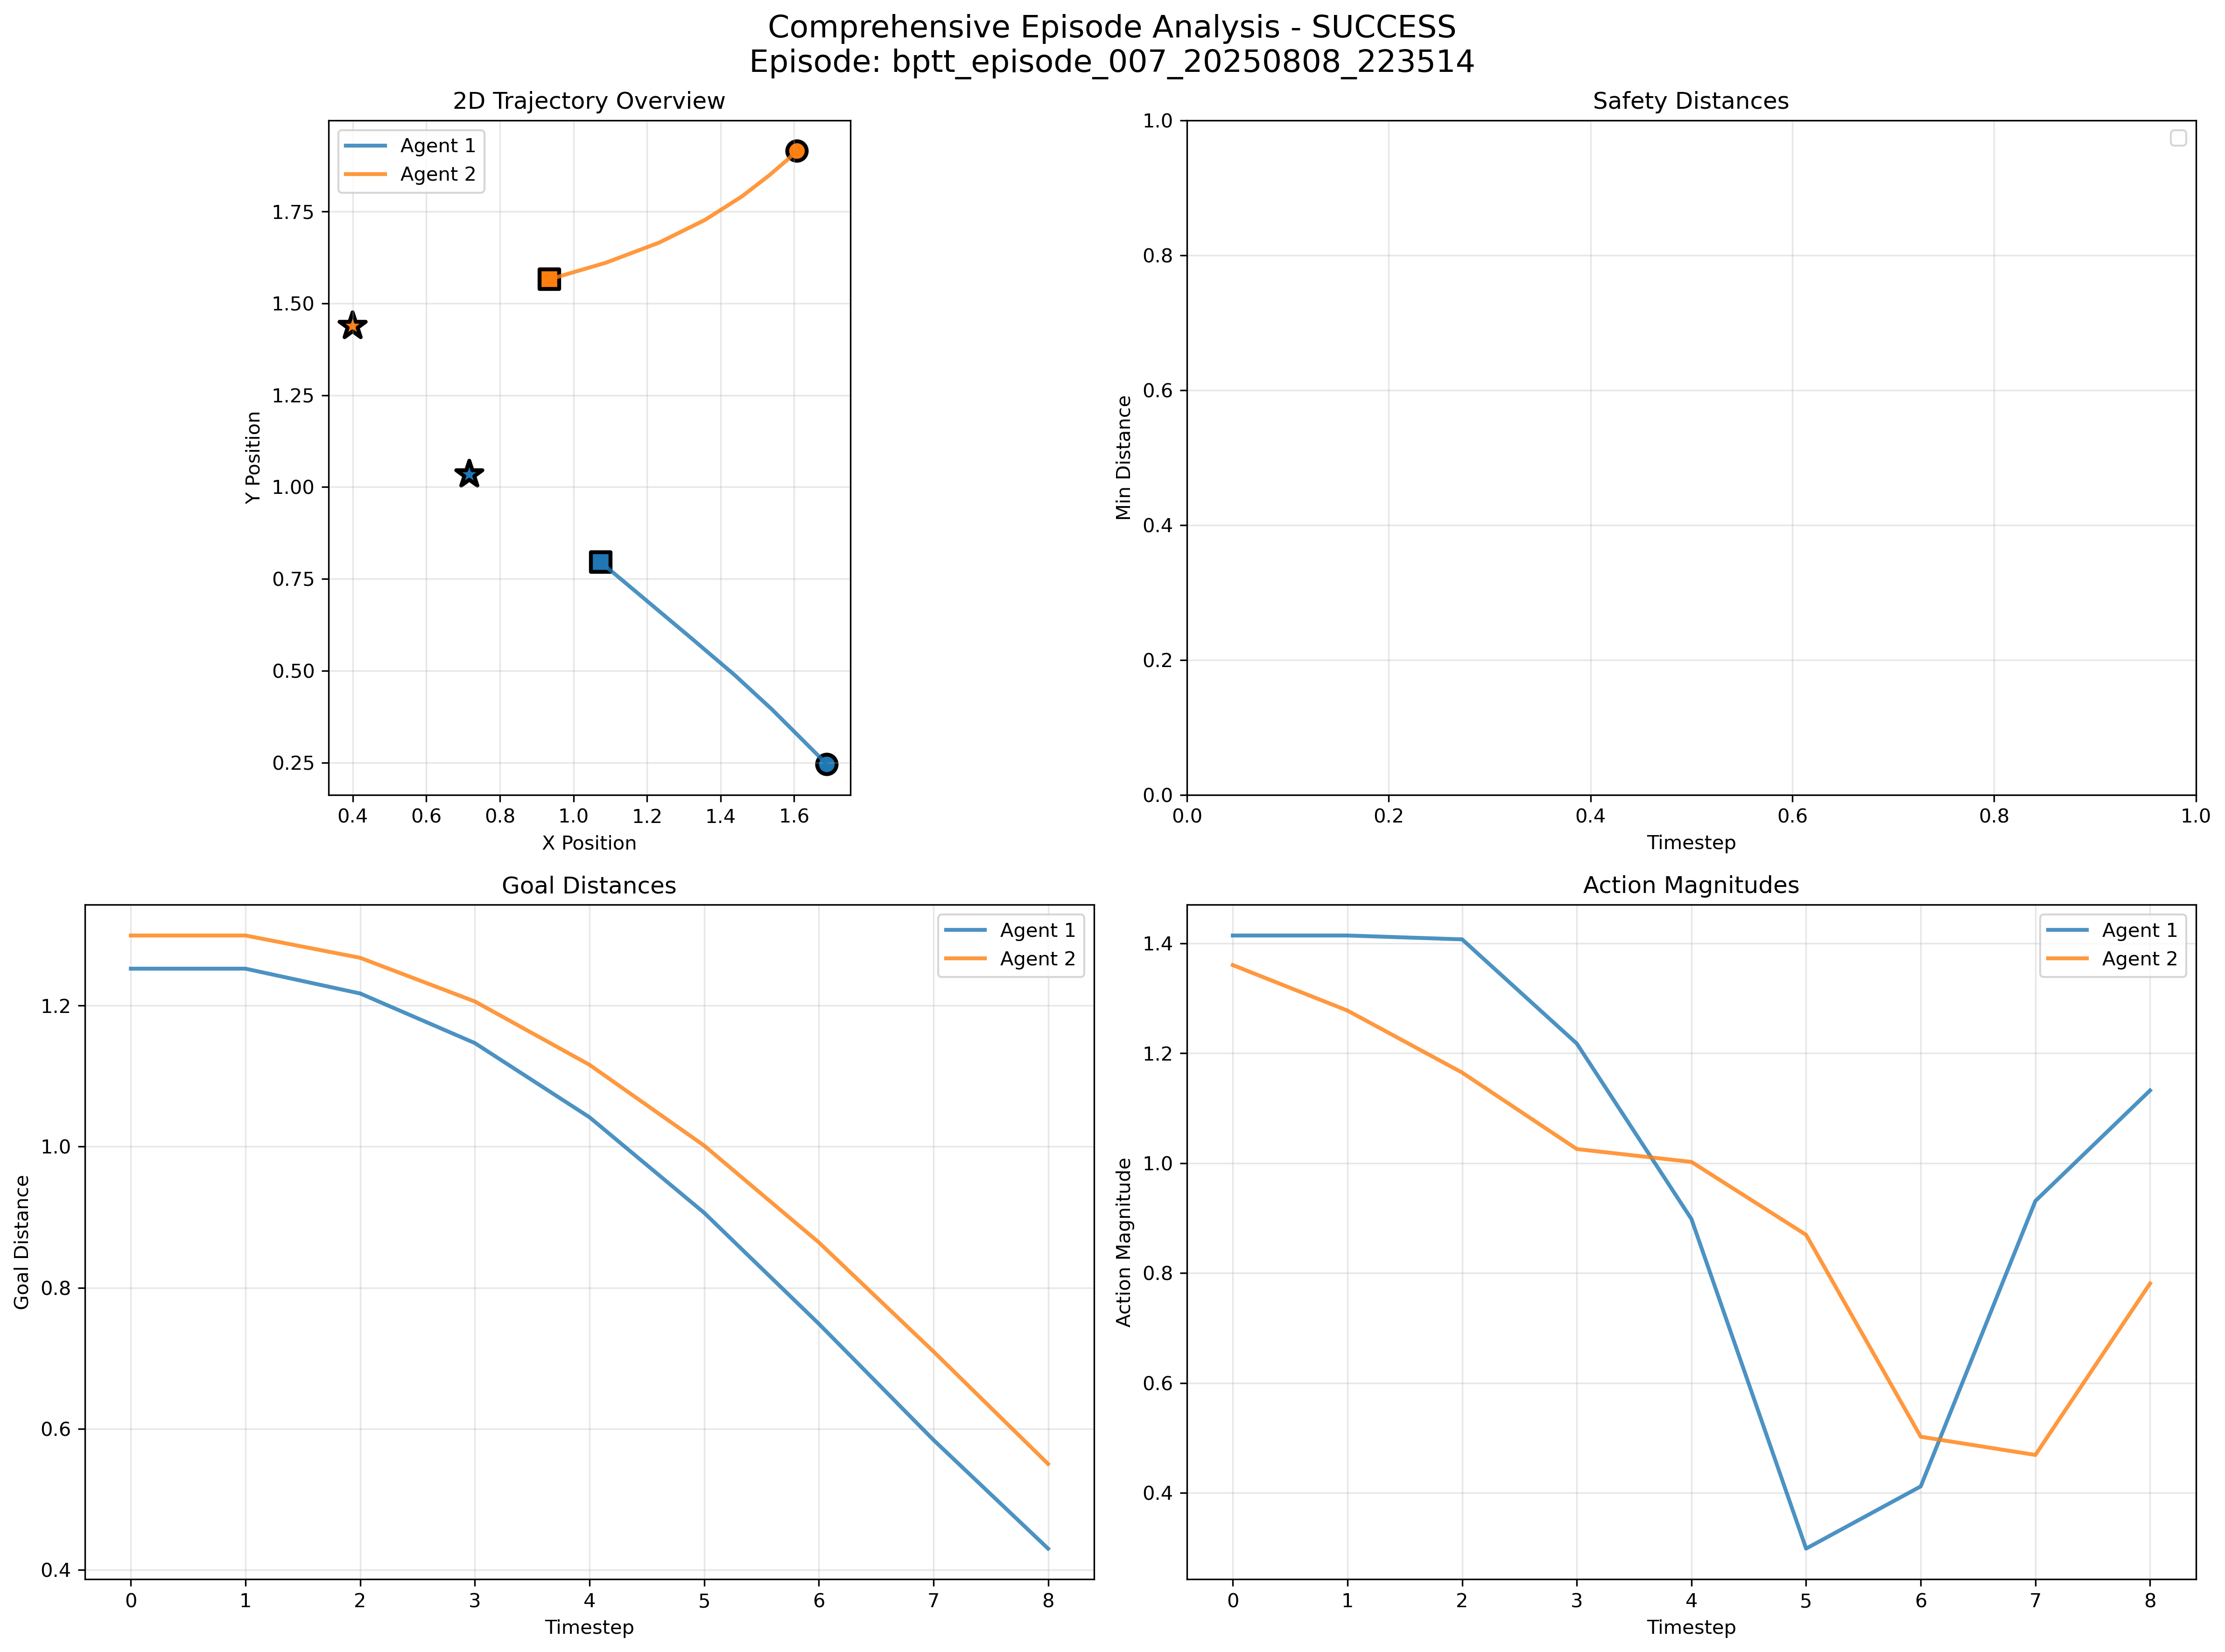 Comprehensive Episode Analysis - SUCCESS
Episode: bptt_episode_007_20250808_223514
2D Trajectory Overview
Agent 1
Agent 2
1.75
1.50
1.25
1.00
0.75
0.50
0.25
Y Position
0.4 0.6 0.8 1.0 1.2 1.4 1.6
X Position
Safety Distances
1.0
0.8
0.6
0.4
0.2
0.0
Min Distance
0.0 0.2 0.4 0.6 0.8 1.0
Timestep
Goal Distances
Agent 1
Agent 2
1.2
1.0
0.8
0.6
0.4
Goal Distance
0 1 2 3 4 5 6 7 8
Timestep
Action Magnitudes
Agent 1
Agent 2
1.4
1.2
1.0
0.8
0.6
0.4
Action Magnitude
0 1 2 3 4 5 6 7 8
Timestep